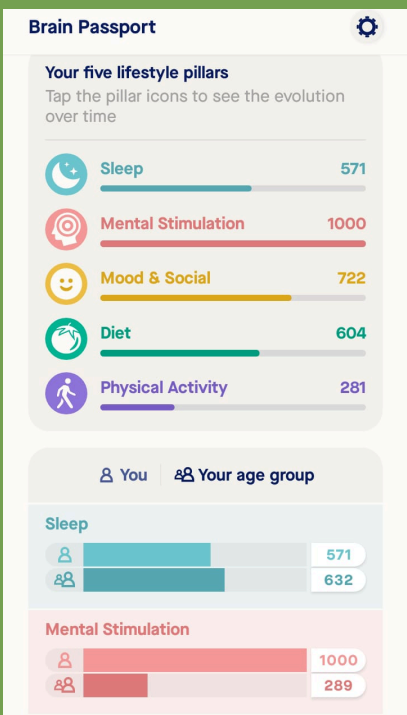 Brain Passport
Your five lifestyle pillars
Tap the pillar icons to see the evolution
over time
Sleep 571
Mental Stimulation 1000
Mood & Social 722
Diet 604
Physical Activity 281
You Your age group
Sleep
571
632
Mental Stimulation
1000
289